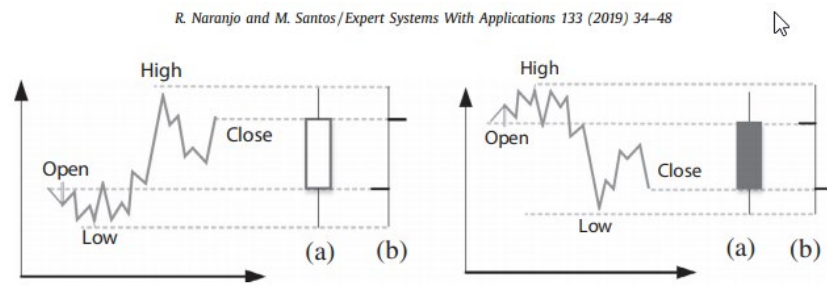 R. Naranjo and M. Santos / Expert Systems With Applications 133 (2019) 34–48
High
Close
Open
Low
(a)
(b)
High
Open
Close
Low
(a)
(b)